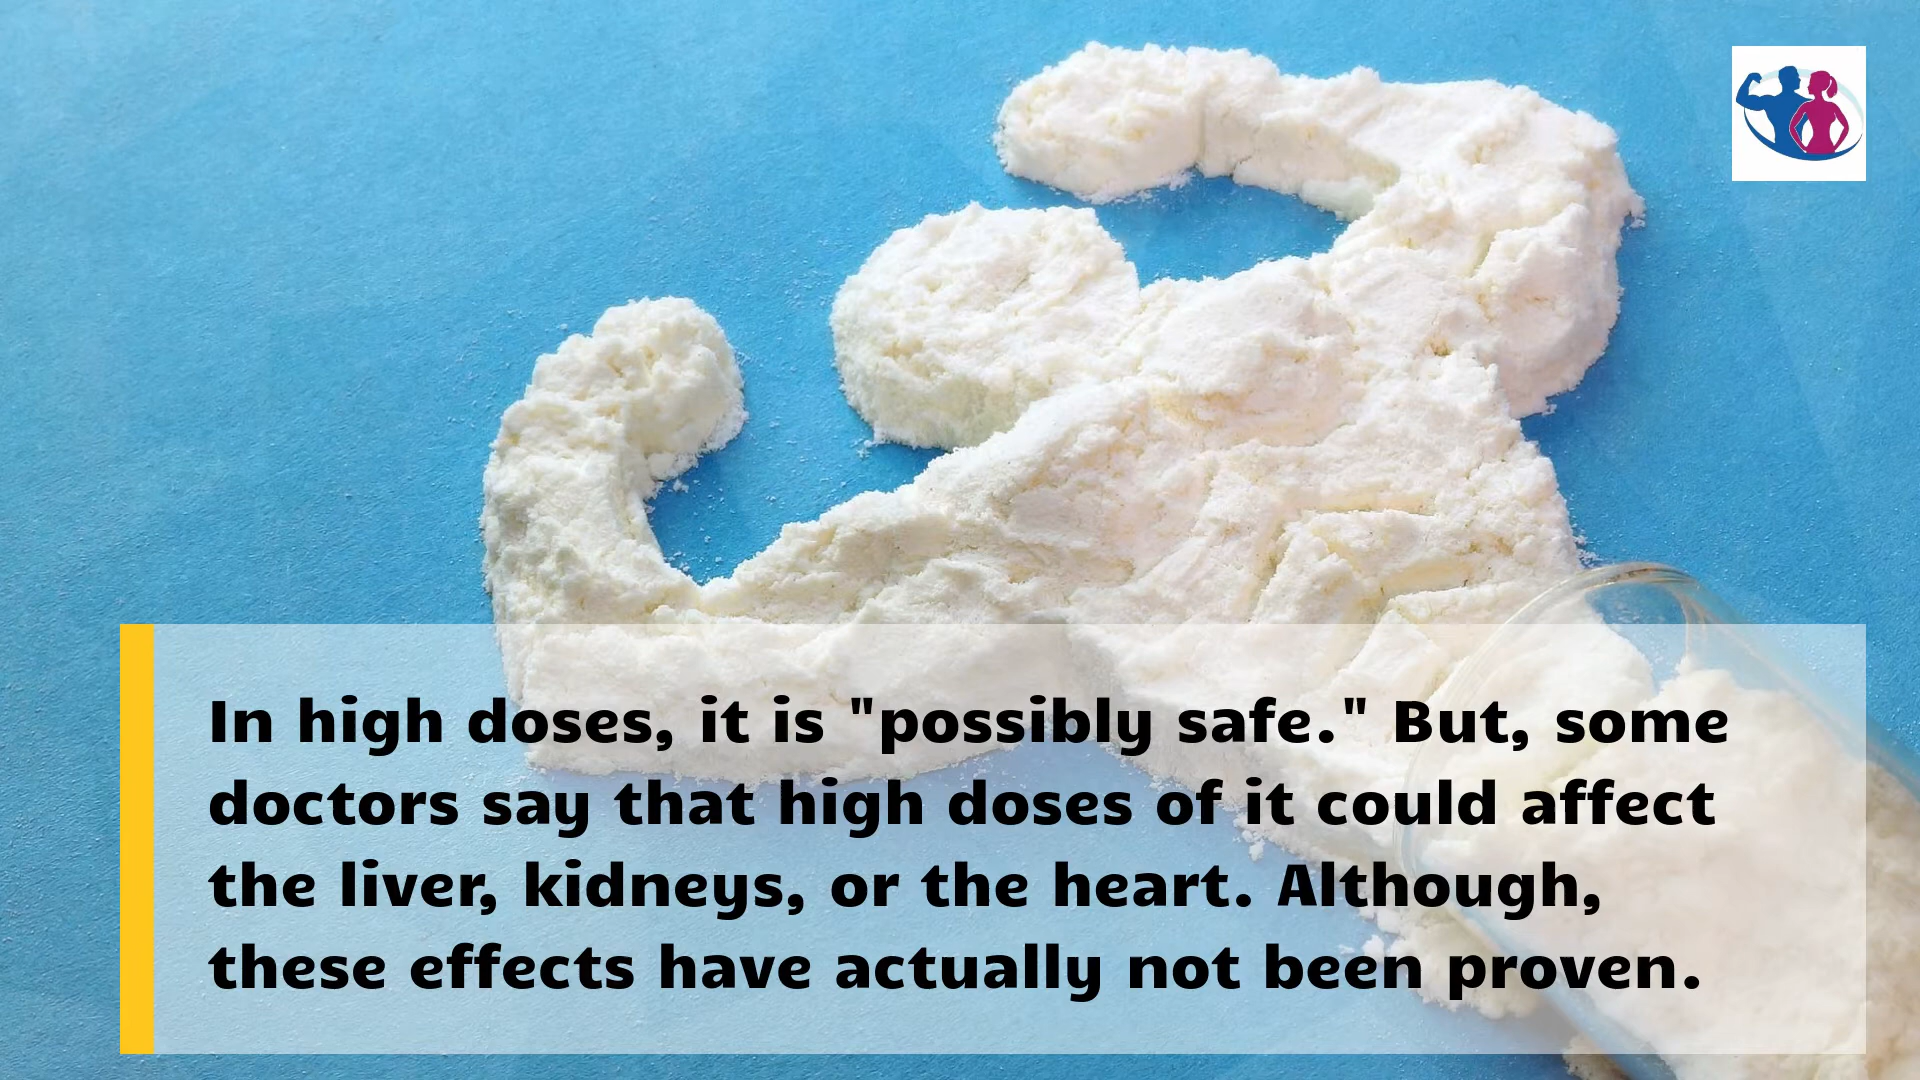 In high doses, it is "possibly safe." But, some
doctors say that high doses of it could affect
the liver, kidneys, or the heart. Although,
these effects have actually not been proven.